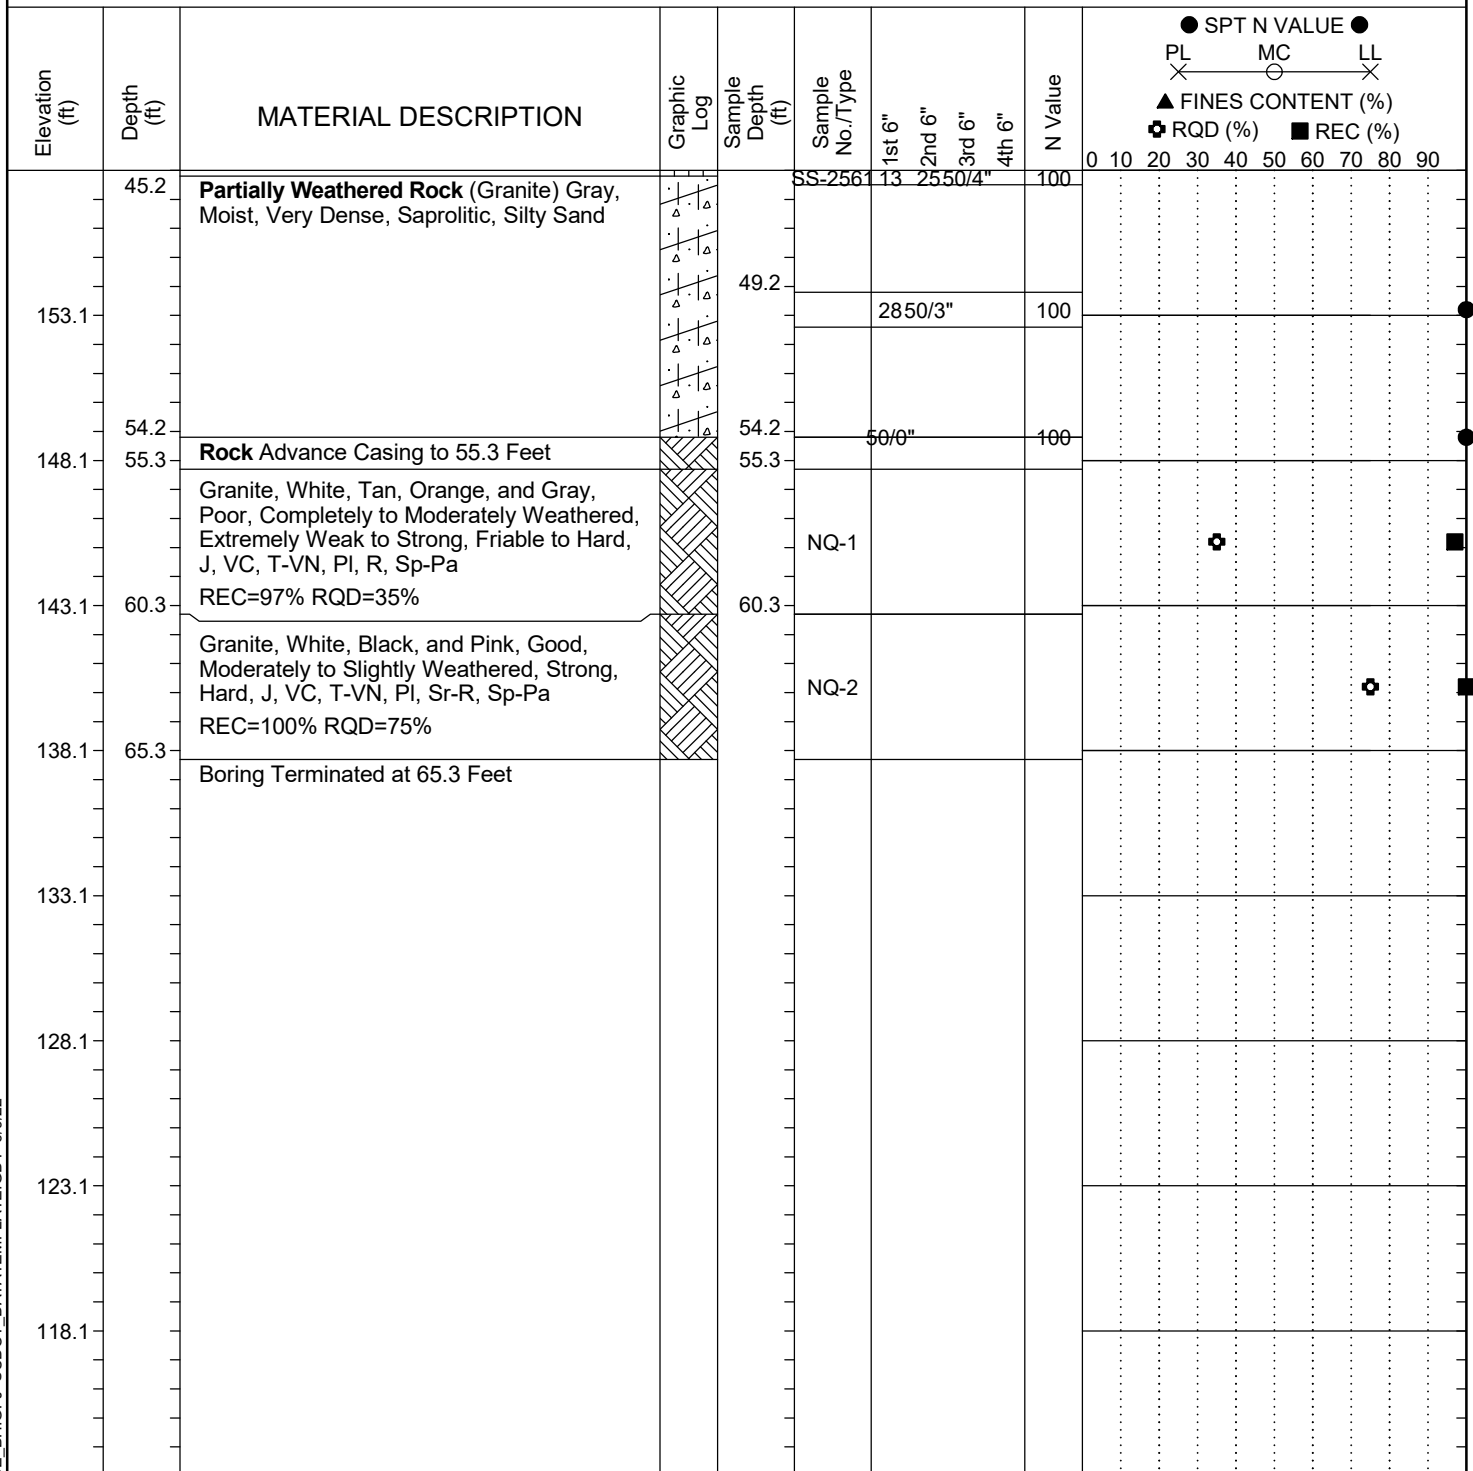 Elevation (ft)
Depth (ft)
MATERIAL DESCRIPTION
Graphic Log
Sample Depth (ft)
Sample No./Type
1st 6"
2nd 6"
3rd 6"
4th 6"
N Value
SPT N VALUE
PL MC LL
FINES CONTENT (%)
RQD (%) REC (%)
0 10 20 30 40 50 60 70 80 90
45.2
Partially Weathered Rock (Granite) Gray,
Moist, Very Dense, Saprolitic, Silty Sand
13 25 50/4" 100
49.2
153.1 28 50/3" 100
54.2 54.2
50/0" 100
148.1 55.3 Rock Advance Casing to 55.3 Feet 55.3
Granite, White, Tan, Orange, and Gray,
Poor, Completely to Moderately Weathered,
Extremely Weak to Strong, Friable to Hard,
J, VC, T-VN, Pl, R, Sp-Pa
NQ-1
REC=97% RQD=35%
143.1 60.3 60.3
Granite, White, Black, and Pink, Good,
Moderately to Slightly Weathered, Strong,
Hard, J, VC, T-VN, Pl, Sr-R, Sp-Pa
NQ-2
REC=100% RQD=75%
138.1 65.3
Boring Terminated at 65.3 Feet
133.1
128.1
123.1
118.1